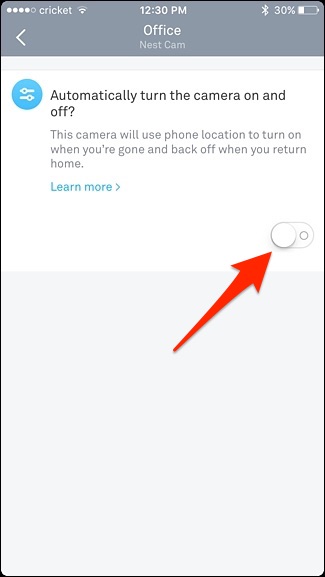 cricket 12:30 PM 30%
Office
Nest Cam
Automatically turn the camera on and
off?
This camera will use phone location to turn on
when you're gone and back off when you return
home.
Learn more >